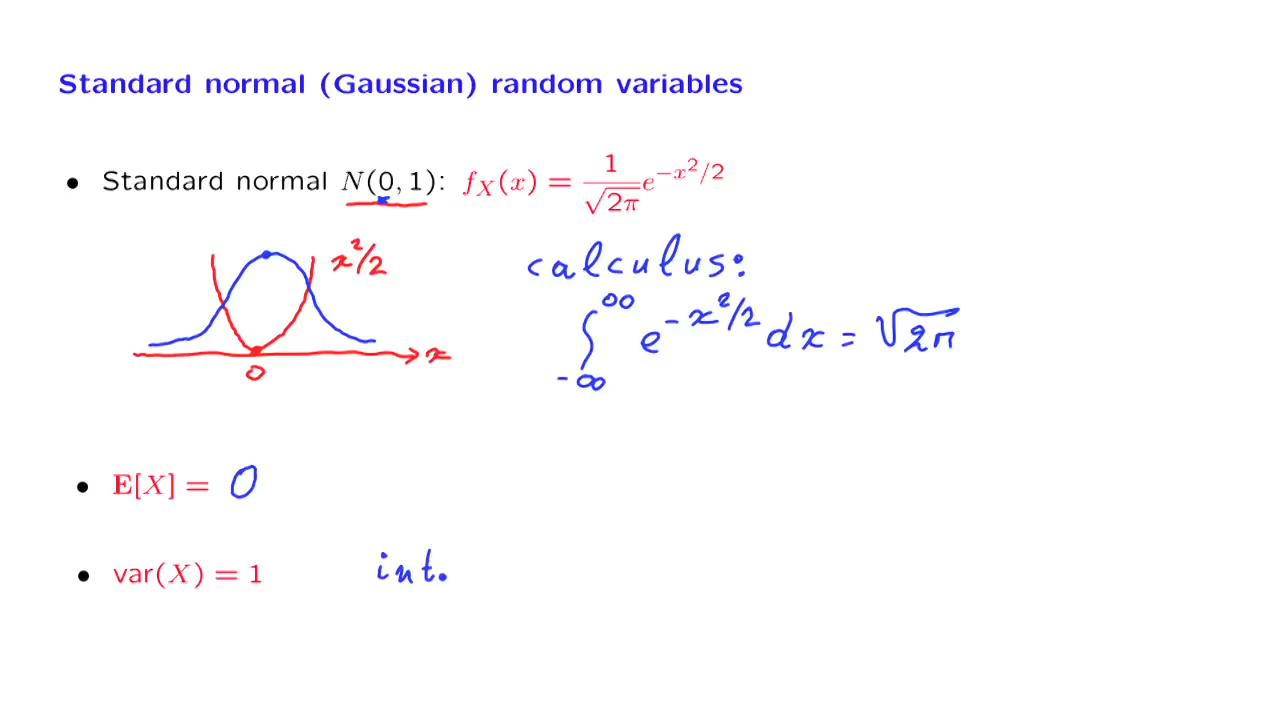 Standard normal (Gaussian) random variables
• Standard normal N(0, 1): f_X(x) = 1/√(2π) e^{-x²/2}
x²/2
calculus:
∫_{-∞}^{∞} e^{-x²/2} dx = √(2π)
x
0
• E[X] = 0
• var(X) = 1 int.